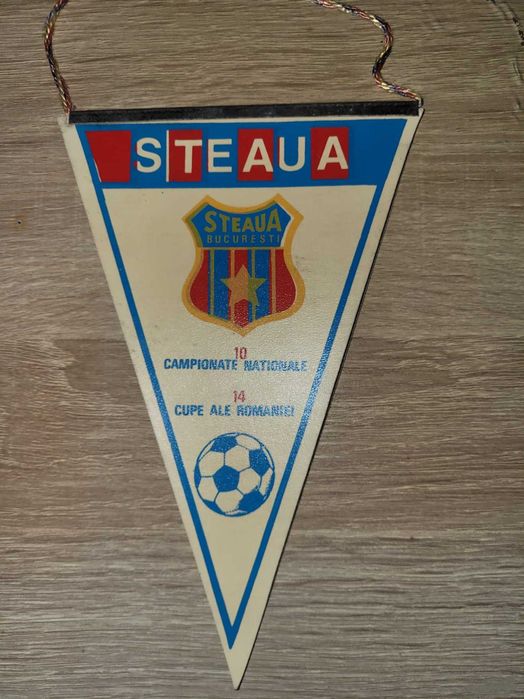 STEAUA
STEAUA
BUCURESTI
10
CAMPIONATE NATIONALE
14
CUPE ALE ROMANIEI